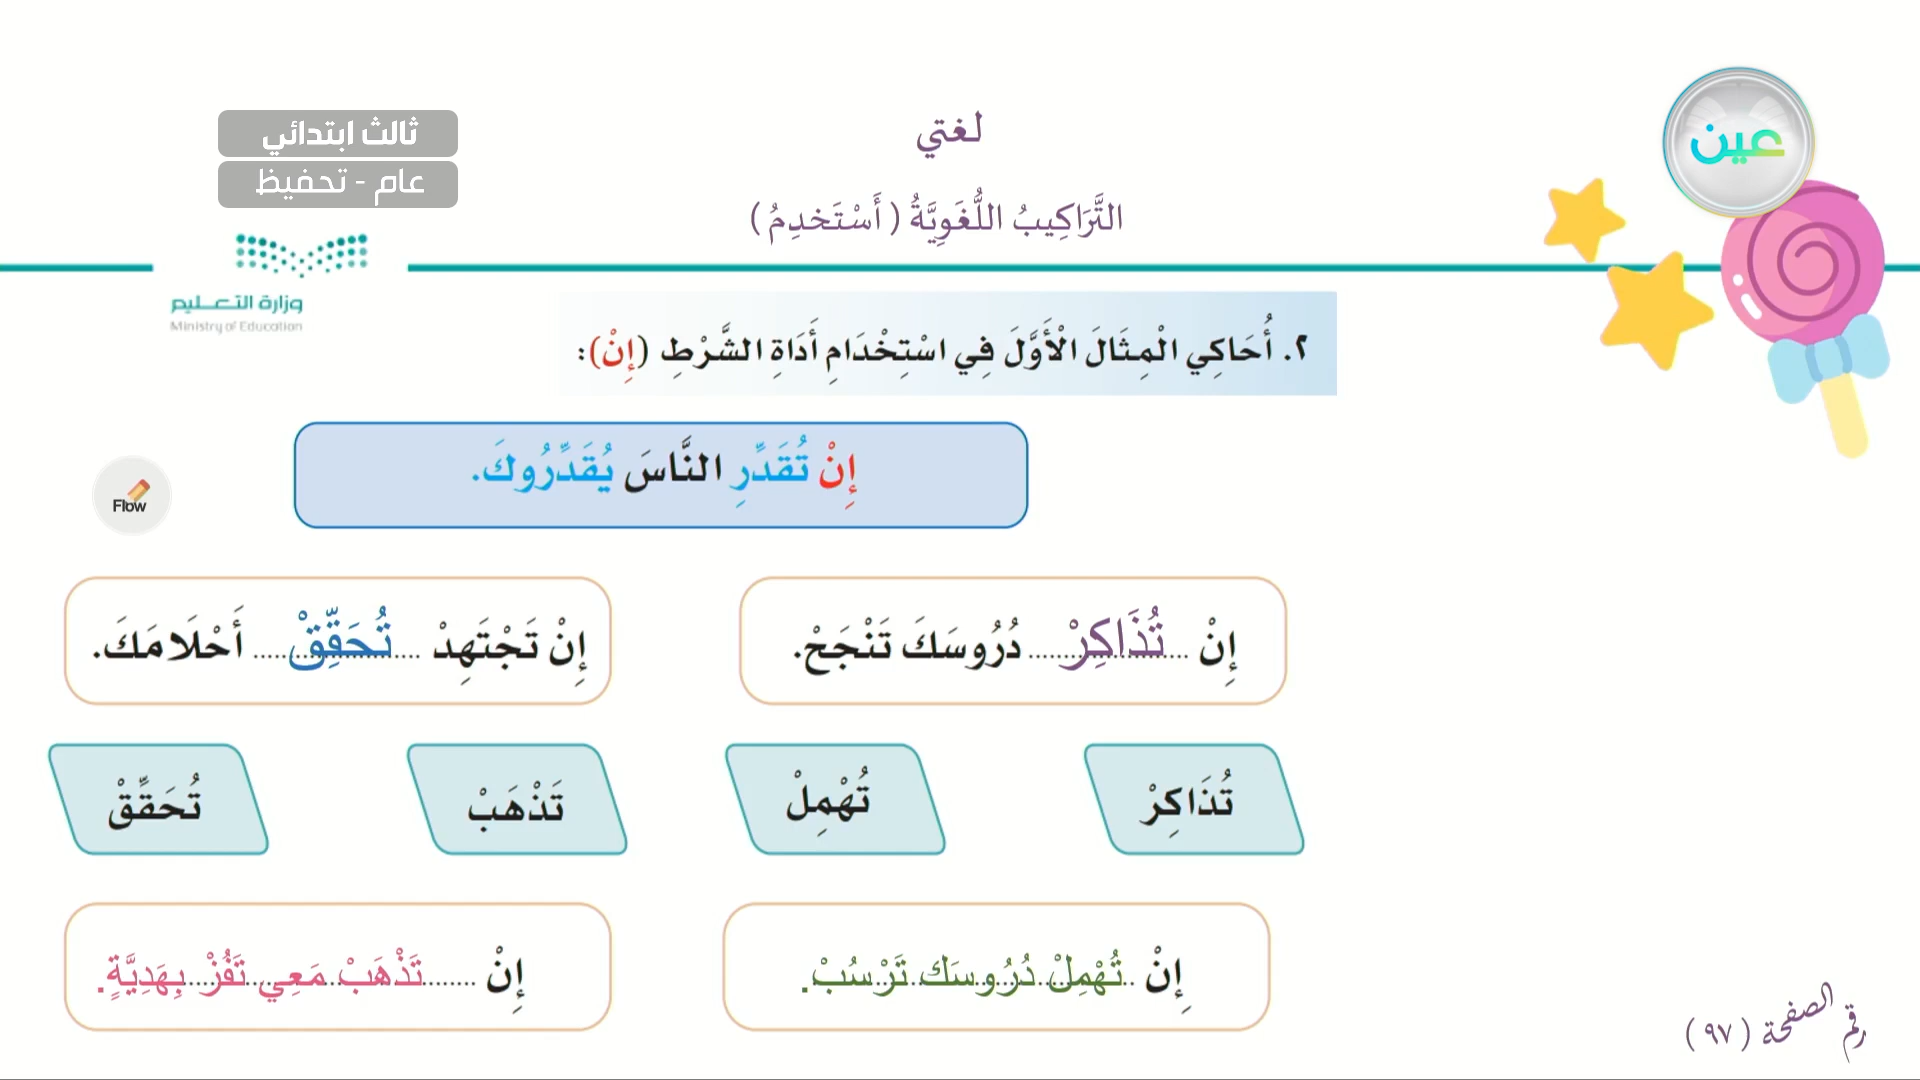 عين
لغتي
ثالث ابتدائي
عام - تحفيظ
التَّرَاكِيبُ اللُّغَوِيَّةُ ( أَسْتَخدِمُ )
وزارة التعـليم
Ministry of Education
٢. أُحَاكِي الْمِثَالَ الْأَوَّلَ فِي اسْتِخْدَامِ أَدَاةِ الشَّرْطِ (إِنْ):
إِنْ تُقَدِّرِ النَّاسَ يُقَدِّرُوكَ.
Flow
إِنْ تُذَاكِرْ دُرُوسَكَ تَنْجَحْ.
إِنْ تَجْتَهِدْ تُحَقِّقْ أَحْلَامَكَ.
تُذَاكِرْ
تُهْمِلْ
تَذْهَبْ
تُحَقِّقْ
إِنْ تُهْمِلْ دُرُوسَك تَرْسُبْ.
إِنْ تَذْهَبْ مَعِي تَفُزْ بِهَدِيَّةٍ.
رقم الصفحة ( ٩٧ )